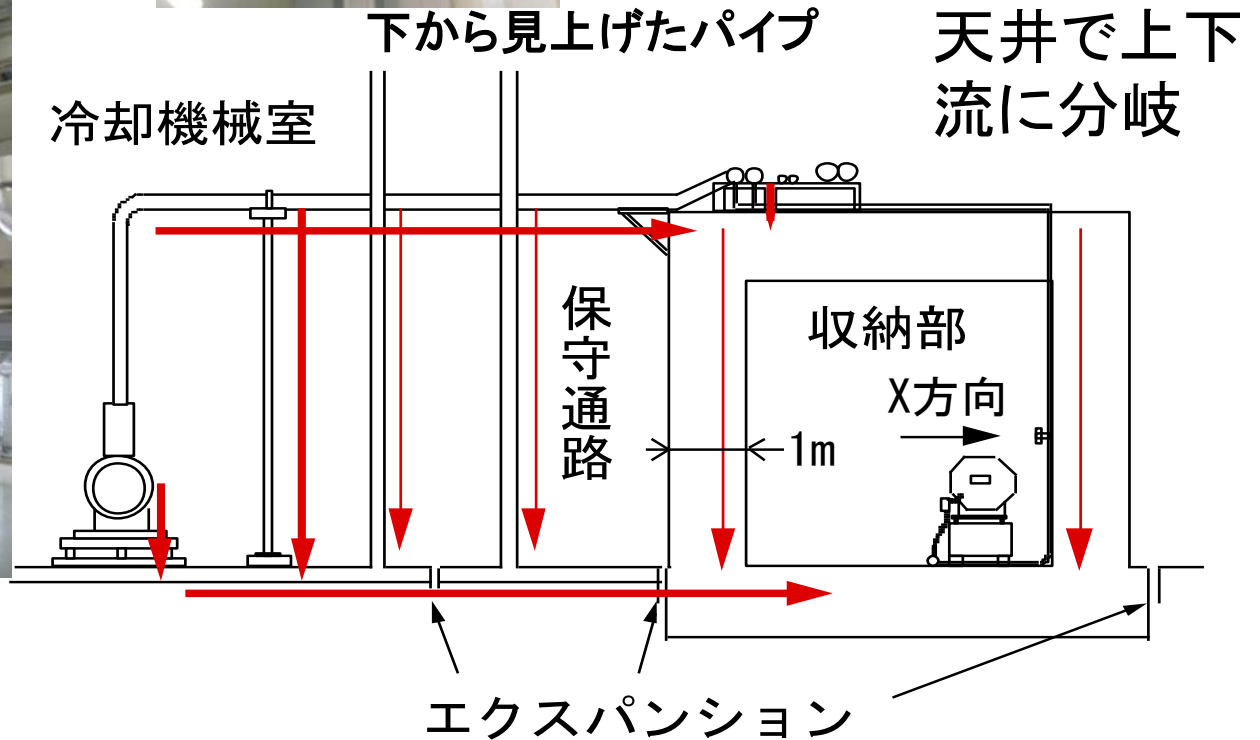 下から見上げたパイプ
天井で上下
流に分岐
冷却機械室
保守通路
収納部
X方向
1m
エクスパンション